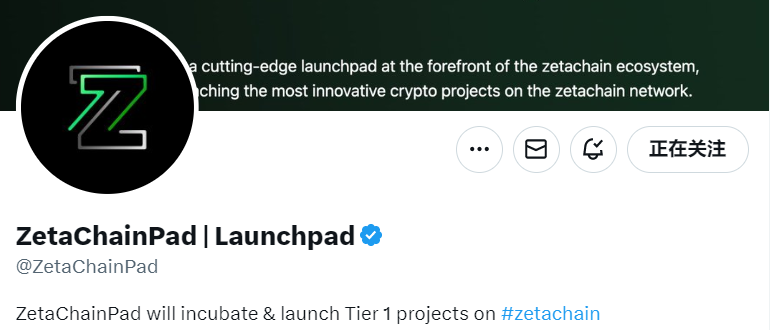 a cutting-edge launchpad at the forefront of the zetachain ecosystem,
ching the most innovative crypto projects on the zetachain network.
正在关注
ZetaChainPad | Launchpad
@ZetaChainPad
ZetaChainPad will incubate & launch Tier 1 projects on #zetachain